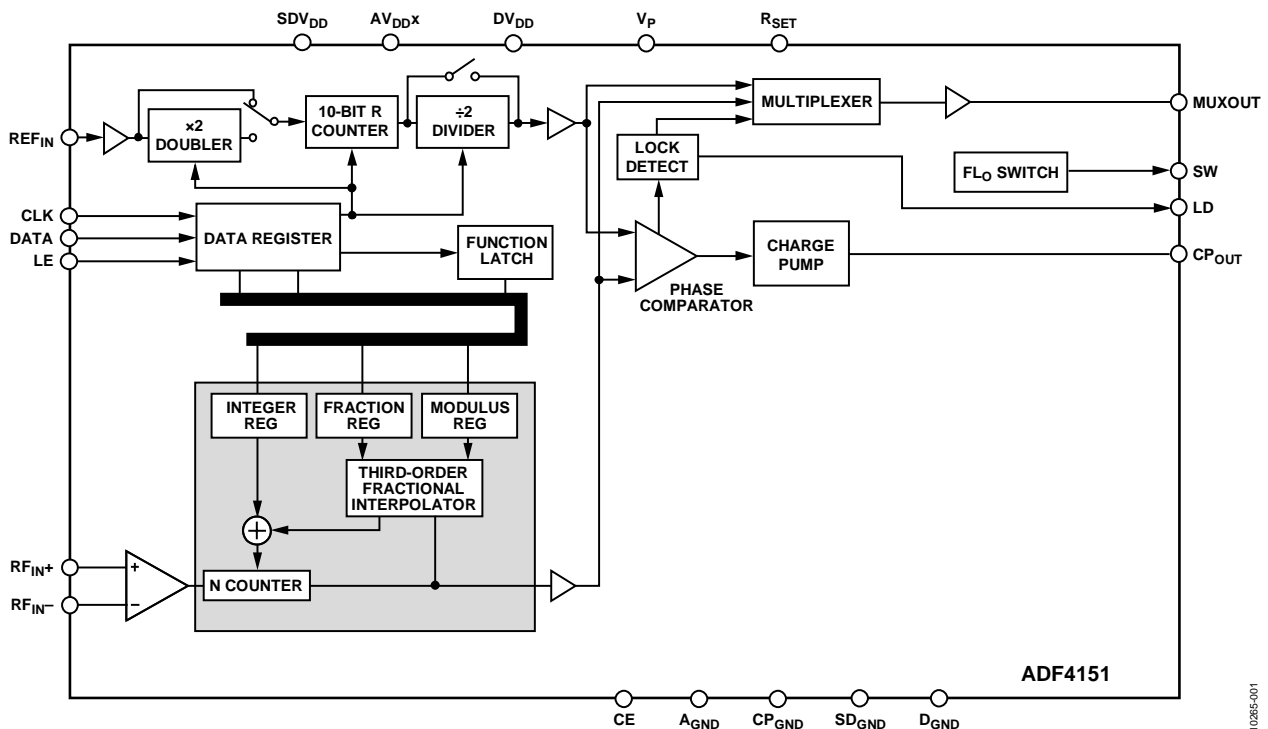 SDVDD
AVDDx
DVDD
VP
RSET
REFIN
×2
DOUBLER
10-BIT R
COUNTER
÷2
DIVIDER
MULTIPLEXER
MUXOUT
LOCK
DETECT
FLO SWITCH
SW
LD
CLK
DATA
LE
DATA REGISTER
FUNCTION
LATCH
CHARGE
PUMP
CPOUT
PHASE
COMPARATOR
INTEGER
REG
FRACTION
REG
MODULUS
REG
THIRD-ORDER
FRACTIONAL
INTERPOLATOR
+
RFIN+
RFIN–
+
–
N COUNTER
ADF4151
CE
AGND
CPGND
SDGND
DGND
10265-001